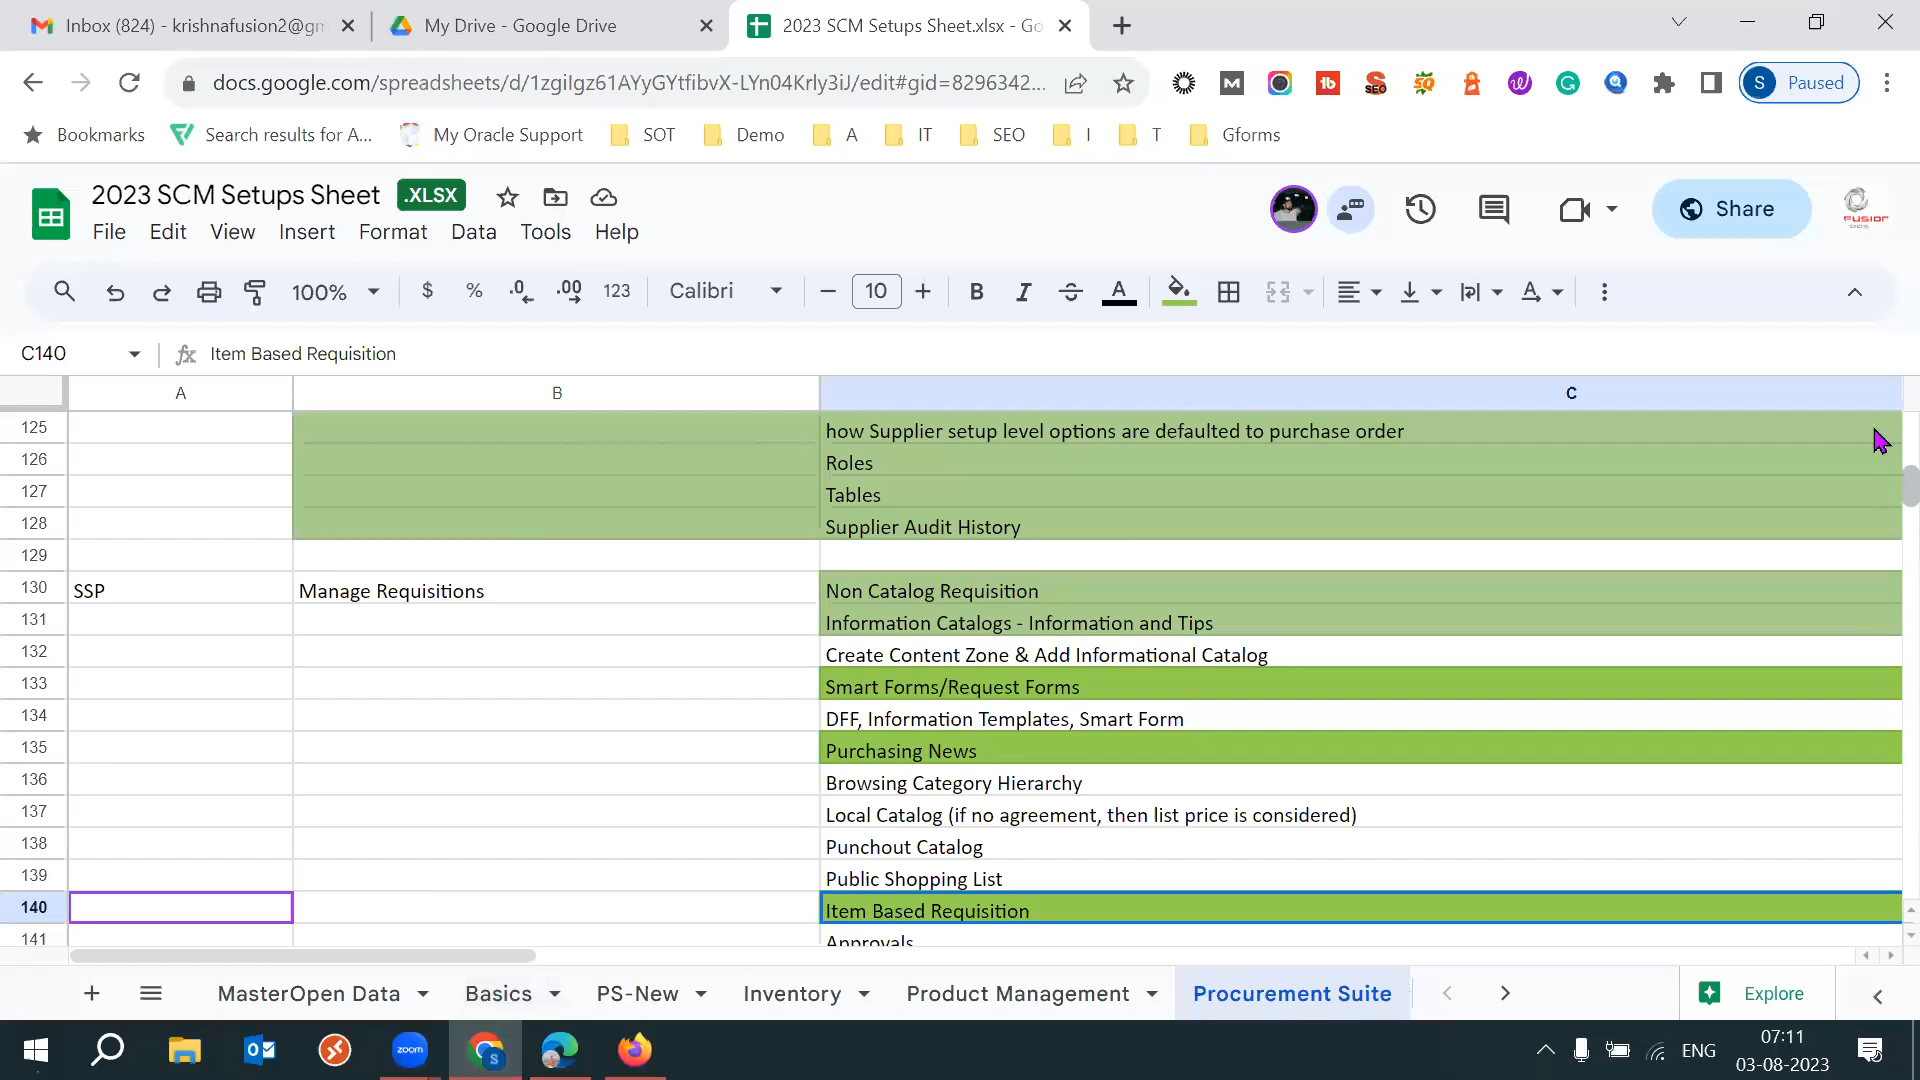 Inbox (824) - krishnafusion2@gm
My Drive - Google Drive
2023 SCM Setups Sheet.xlsx - Go
docs.google.com/spreadsheets/d/1zgiIgz61AYyGYtfibvX-LYn04Krly3iJ/edit#gid=8296342...
S Paused
Bookmarks
Search results for A...
My Oracle Support
SOT
Demo
A
IT
SEO
I
T
Gforms
2023 SCM Setups Sheet .XLSX
File Edit View Insert Format Data Tools Help
Share
FUSION
100% $ % .0 .00 123 Calibri 10 B I A A
C140 fx Item Based Requisition
A B C
125 how Supplier setup level options are defaulted to purchase order
126 Roles
127 Tables
128 Supplier Audit History
129
130 SSP Manage Requisitions Non Catalog Requisition
131 Information Catalogs - Information and Tips
132 Create Content Zone & Add Informational Catalog
133 Smart Forms/Request Forms
134 DFF, Information Templates, Smart Form
135 Purchasing News
136 Browsing Category Hierarchy
137 Local Catalog (if no agreement, then list price is considered)
138 Punchout Catalog
139 Public Shopping List
140 Item Based Requisition
141 Approvals
MasterOpen Data Basics PS-New Inventory Product Management Procurement Suite Explore
zoom
S
ENG
07:11
03-08-2023